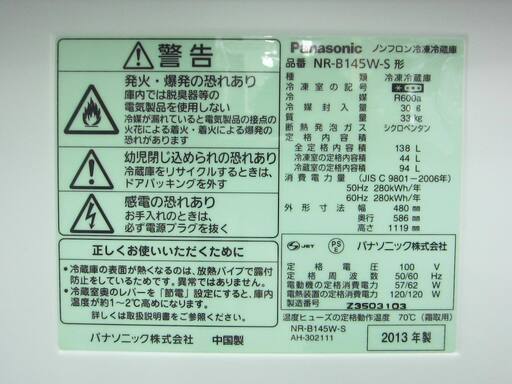 警告
発火・爆発の恐れあり
庫内では脱臭器等の
電気製品を使用しない
冷媒が漏れていると電気製品の接点の
火花による着火・着火による爆発の
恐れがあります
幼児閉じ込められの恐れあり
冷蔵庫をリサイクルするときは、
ドアパッキングを外す
感電の恐れあり
お手入れのときは、
必ず電源プラグを抜く
正しくお使いいただくために
・冷蔵庫の表面が熱くなるのは、放熱パイプで露付
防止をしているためです。異常ではありません。
・冷蔵室奥のレバーを「節電」設定にすると、庫内
温度が約1～2℃高めになります。
詳しくは取扱説明書をご参照ください。
パナソニック株式会社 中国製
Panasonic ノンフロン冷凍冷蔵庫
品番 NR-B145W-S 形
種類 冷凍冷蔵庫
冷凍室の記号
冷媒 R600a
冷媒封入量 30g
質量 33kg
断熱発泡ガス シクロペンタン
全定格内容積 138 L
冷凍室の定格内容積 44 L
冷蔵室の定格内容積 94 L
消費電力量 (JIS C 9801-2006年)
50Hz 280kWh/年
60Hz 280kWh/年
外形寸法 幅 480 mm
奥行 586 mm
高さ 1119 mm
JET PSE パナソニック株式会社
定格電圧 100 V
定格周波数 50/60 Hz
電動機の定格消費電力 57/62 W
電熱装置の定格消費電力 120/120 W
製造番号 Z3503103
温度ヒューズの定格動作温度 70℃(霜取用)
NR-B145W-S
AH-302111 2013 年製